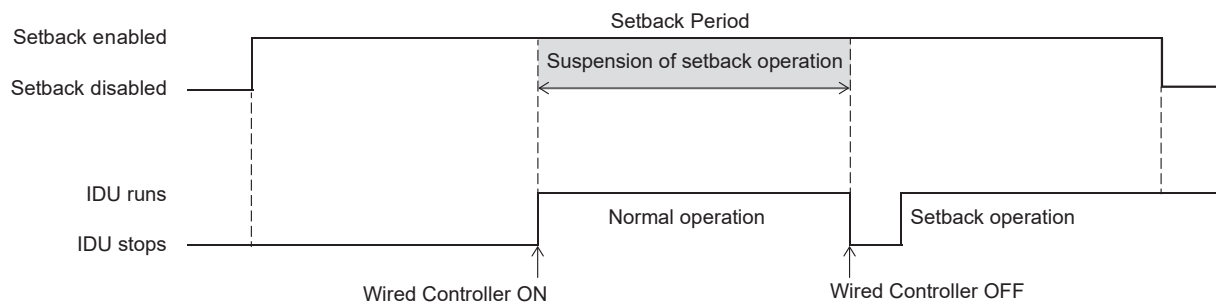 Setback Period
Setback enabled
Suspension of setback operation
Setback disabled
IDU runs
Normal operation
Setback operation
IDU stops
Wired Controller ON
Wired Controller OFF